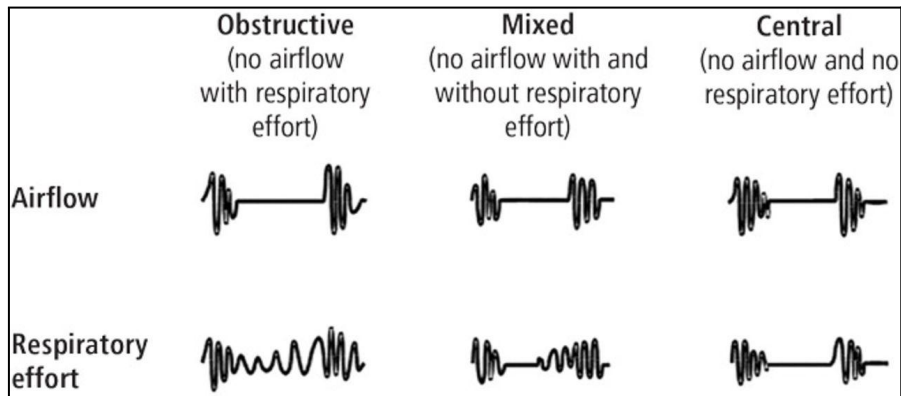 Obstructive
(no airflow
with respiratory
effort)
Mixed
(no airflow with and
without respiratory
effort)
Central
(no airflow and no
respiratory effort)
Airflow
Respiratory
effort